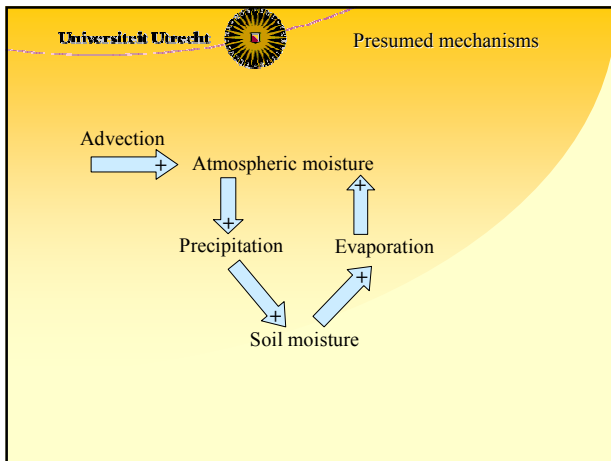 Universiteit Utrecht
Presumed mechanisms
Advection
+
Atmospheric moisture
+
+
Precipitation
Evaporation
+
+
Soil moisture